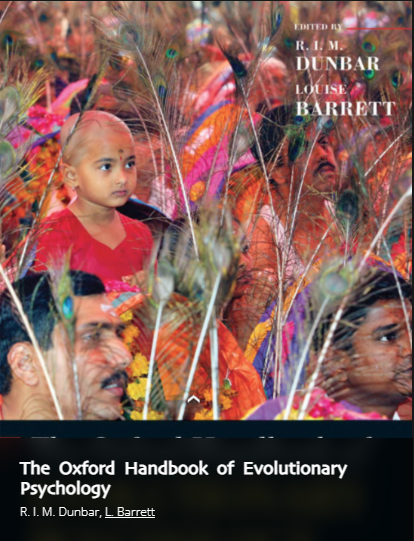 EDITED BY
R. I. M.
DUNBAR
LOUISE
BARRETT
The Oxford Handbook of Evolutionary
Psychology
R. I. M. Dunbar, L. Barrett